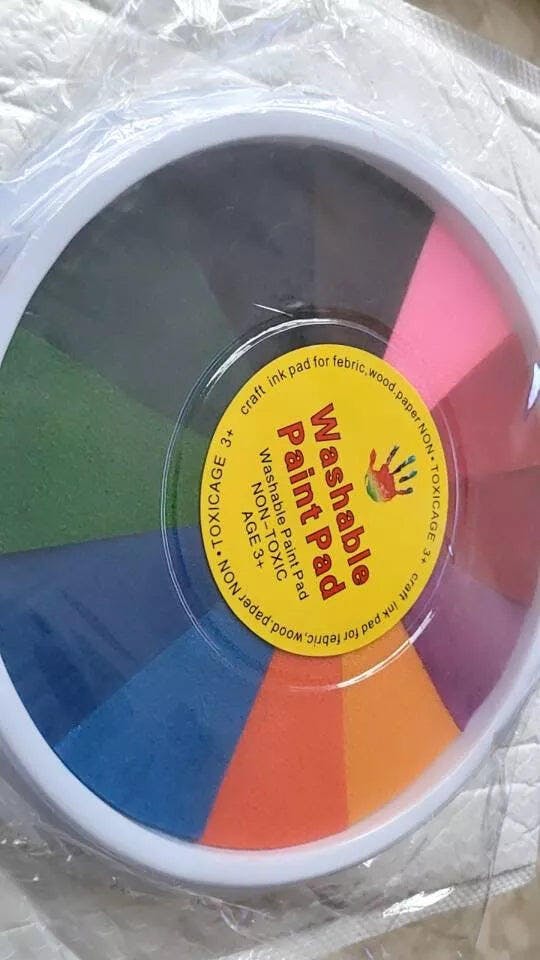 craft ink pad for febric,wood.paper NON•TOXICAGE 3+
Washable
Paint Pad
Washable Paint Pad
NON-TOXIC
AGE 3+
craft ink pad for febric,wood.paper NON•TOXICAGE 3+